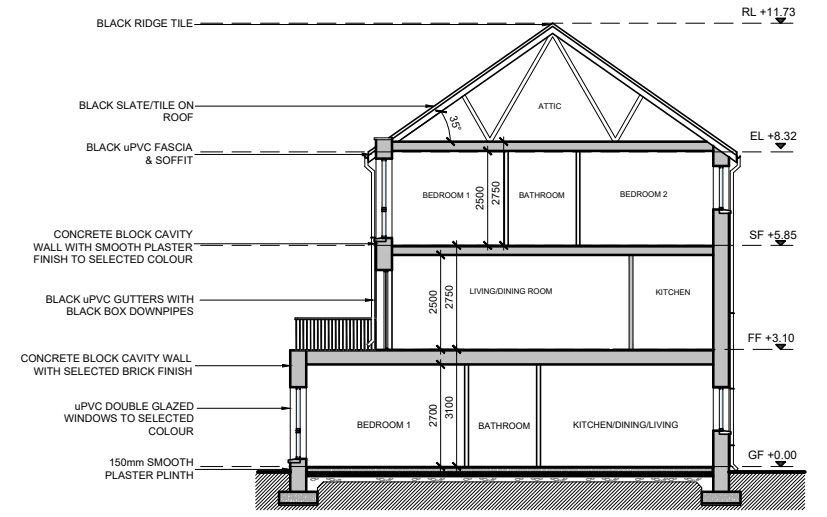 RL +11.73
BLACK RIDGE TILE
ATTIC
BLACK SLATE/TILE ON
ROOF
35°
EL +8.32
BLACK uPVC FASCIA
& SOFFIT
BEDROOM 1
2500
2750
BATHROOM
BEDROOM 2
CONCRETE BLOCK CAVITY
WALL WITH SMOOTH PLASTER
FINISH TO SELECTED COLOUR
SF +5.85
BLACK uPVC GUTTERS WITH
BLACK BOX DOWNPIPES
2500
2750
LIVING/DINING ROOM
KITCHEN
FF +3.10
CONCRETE BLOCK CAVITY WALL
WITH SELECTED BRICK FINISH
uPVC DOUBLE GLAZED
WINDOWS TO SELECTED
COLOUR
BEDROOM 1
2700
3100
BATHROOM
KITCHEN/DINING/LIVING
150mm SMOOTH
PLASTER PLINTH
GF +0.00